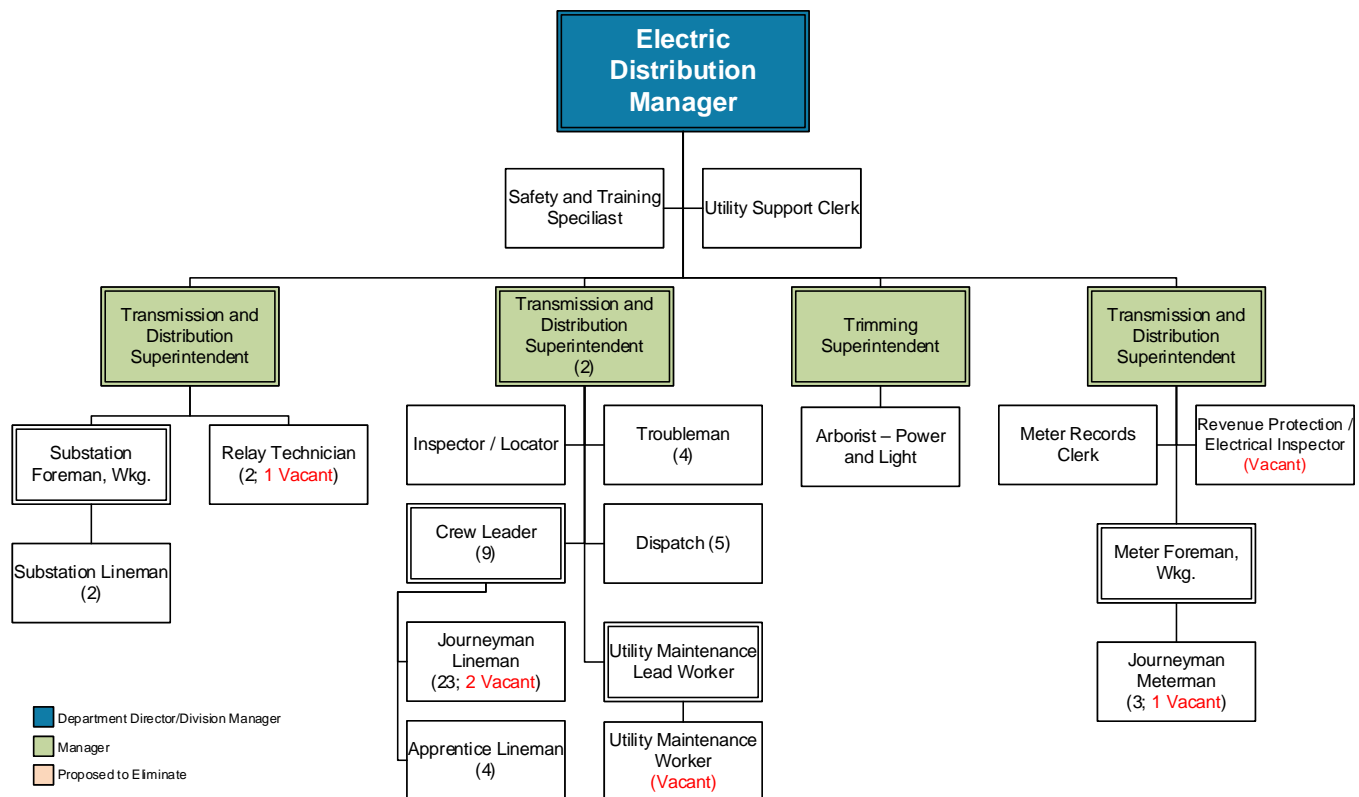 Electric
Distribution
Manager
Safety and Training
Speciliast
Utility Support Clerk
Transmission and
Distribution
Superintendent
Transmission and
Distribution
Superintendent
(2)
Trimming
Superintendent
Transmission and
Distribution
Superintendent
Substation
Foreman, Wkg.
Relay Technician
(2; 1 Vacant)
Inspector / Locator
Troubleman
(4)
Arborist – Power
and Light
Meter Records
Clerk
Revenue Protection /
Electrical Inspector
(Vacant)
Substation Lineman
(2)
Crew Leader
(9)
Dispatch (5)
Meter Foreman,
Wkg.
Journeyman
Lineman
(23; 2 Vacant)
Utility Maintenance
Lead Worker
Journeyman
Meterman
(3; 1 Vacant)
Apprentice Lineman
(4)
Utility Maintenance
Worker
(Vacant)
Department Director/Division Manager
Manager
Proposed to Eliminate